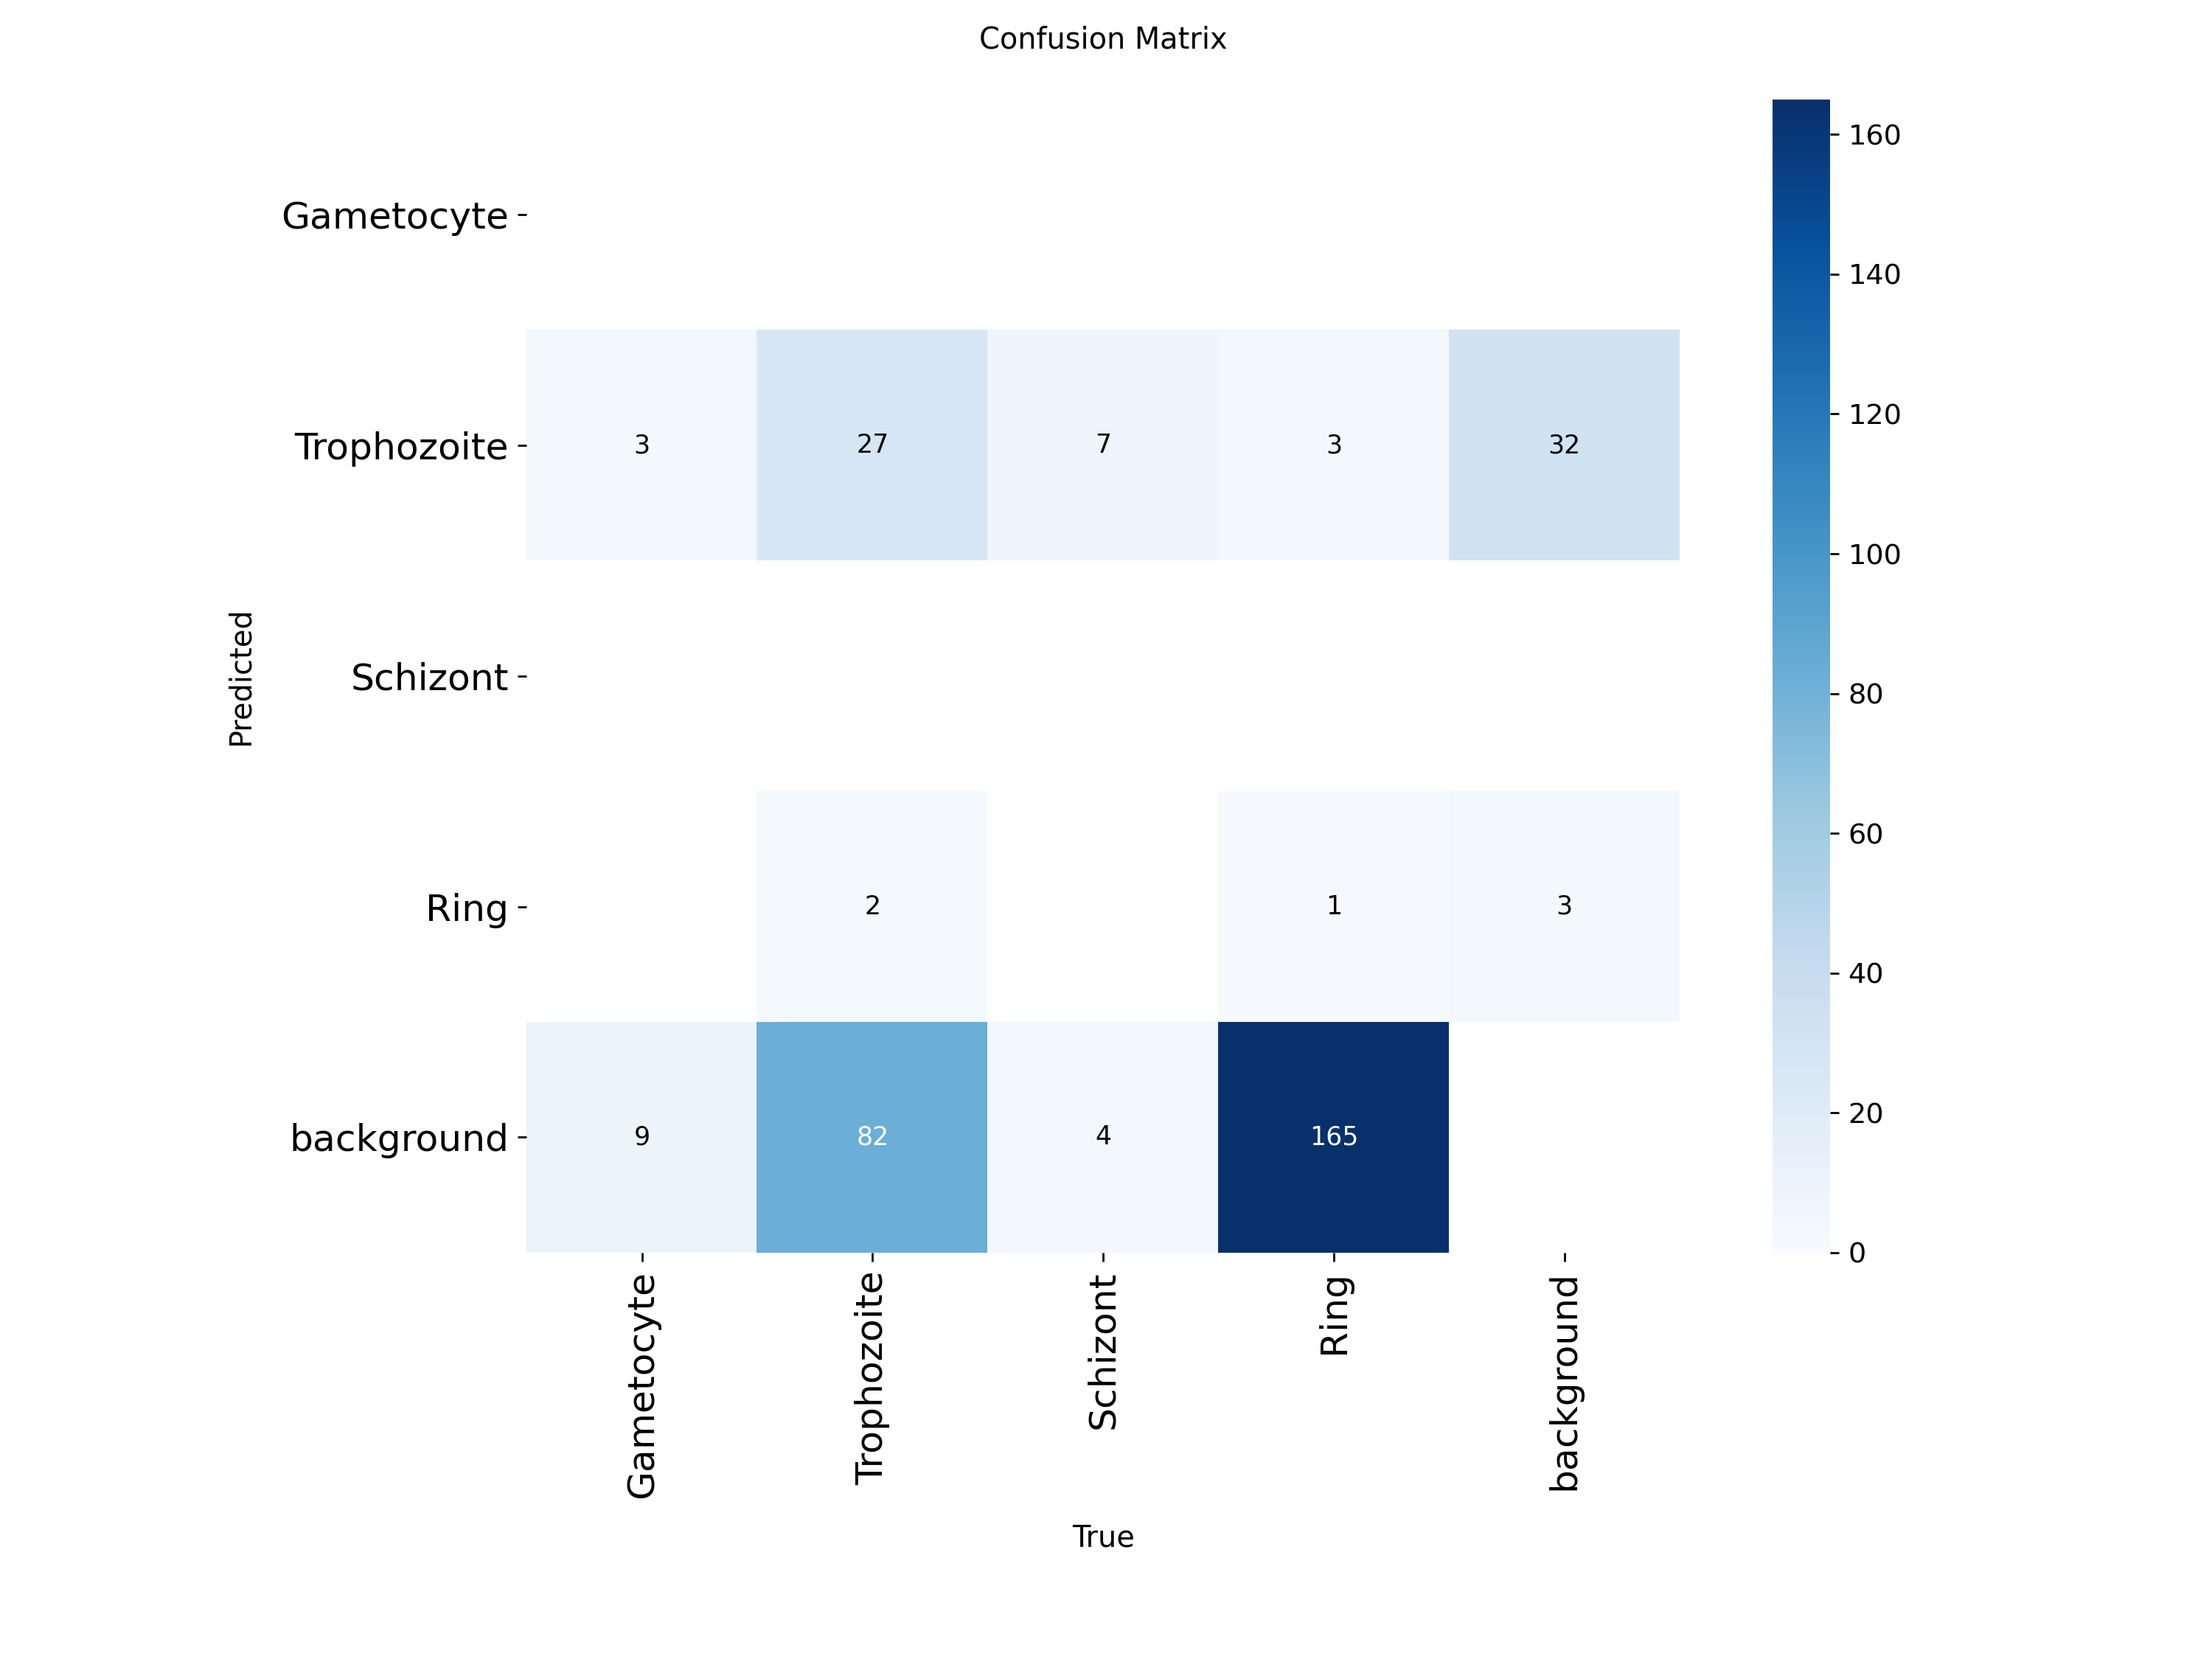 Confusion Matrix
Gametocyte
Trophozoite
Schizont
Ring
background
Predicted
3 27 7 3 32
2 1 3
9 82 4 165
Gametocyte
Trophozoite
Schizont
Ring
background
True
160
140
120
100
80
60
40
20
0